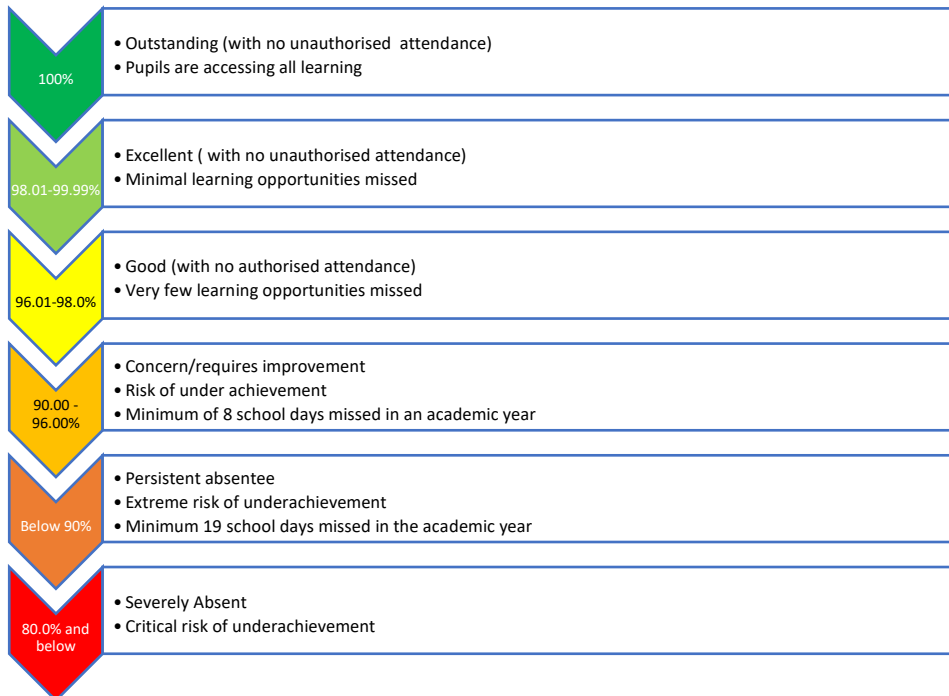 100%
• Outstanding (with no unauthorised  attendance)
• Pupils are accessing all learning
98.01-99.99%
• Excellent ( with no unauthorised attendance)
• Minimal learning opportunities missed
96.01-98.0%
• Good (with no authorised attendance)
• Very few learning opportunities missed
90.00 -
96.00%
• Concern/requires improvement
• Risk of under achievement
• Minimum of 8 school days missed in an academic year
Below 90%
• Persistent absentee
• Extreme risk of underachievement
• Minimum 19 school days missed in the academic year
80.0% and
below
• Severely Absent
• Critical risk of underachievement